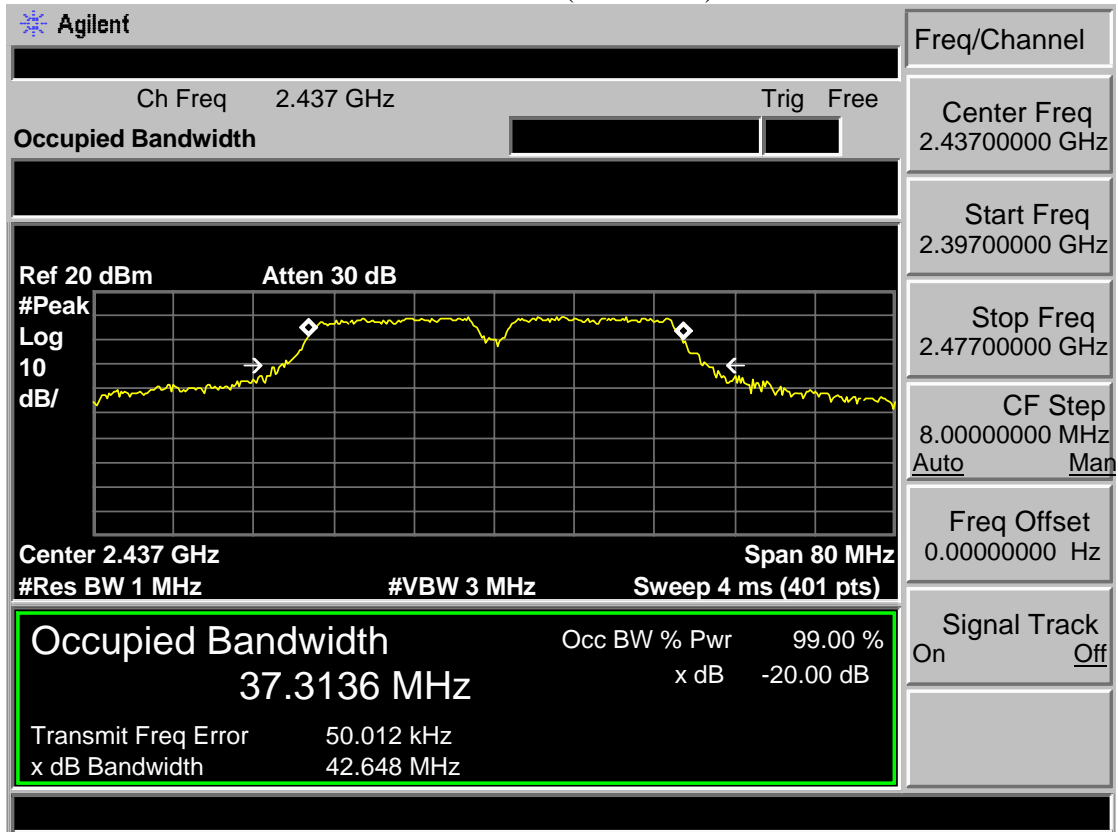 Agilent
Freq/Channel
Ch Freq 2.437 GHz Trig Free
Occupied Bandwidth
Center Freq
2.43700000 GHz
Start Freq
2.39700000 GHz
Stop Freq
2.47700000 GHz
CF Step
8.00000000 MHz
Auto Man
Freq Offset
0.00000000 Hz
Signal Track
On Off
Ref 20 dBm Atten 30 dB
#Peak
Log
10
dB/
Center 2.437 GHz Span 80 MHz
#Res BW 1 MHz #VBW 3 MHz Sweep 4 ms (401 pts)
Occupied Bandwidth Occ BW % Pwr 99.00 %
37.3136 MHz x dB -20.00 dB
Transmit Freq Error 50.012 kHz
x dB Bandwidth 42.648 MHz